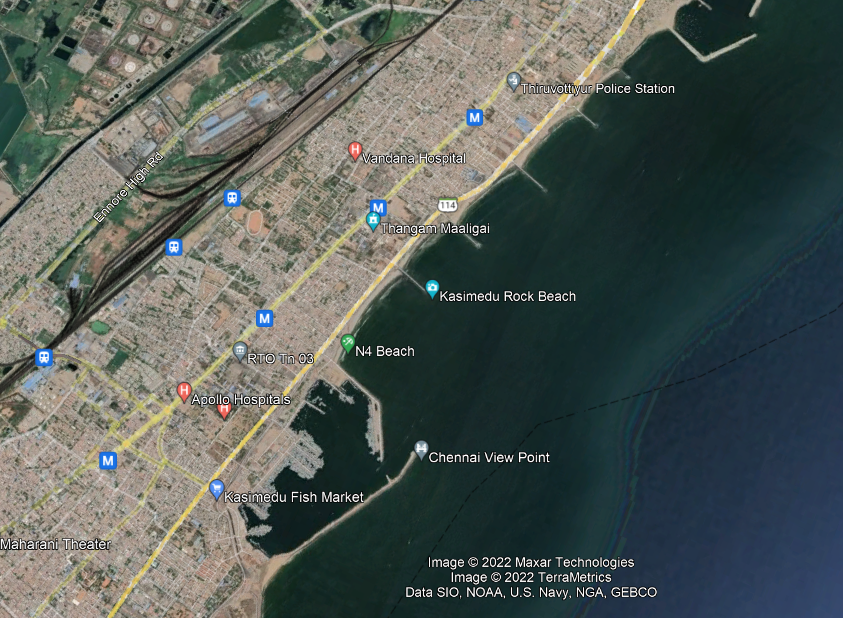 Thiruvottiyur Police Station
M
H
Vandana Hospital
Ennore High Rd
M
114
Thangam Maaligai
Kasimedu Rock Beach
M
RTO Tn 03
N4 Beach
H
Apollo Hospitals
H
M
Chennai View Point
Kasimedu Fish Market
Maharani Theater
Image © 2022 Maxar Technologies
Image © 2022 TerraMetrics
Data SIO, NOAA, U.S. Navy, NGA, GEBCO